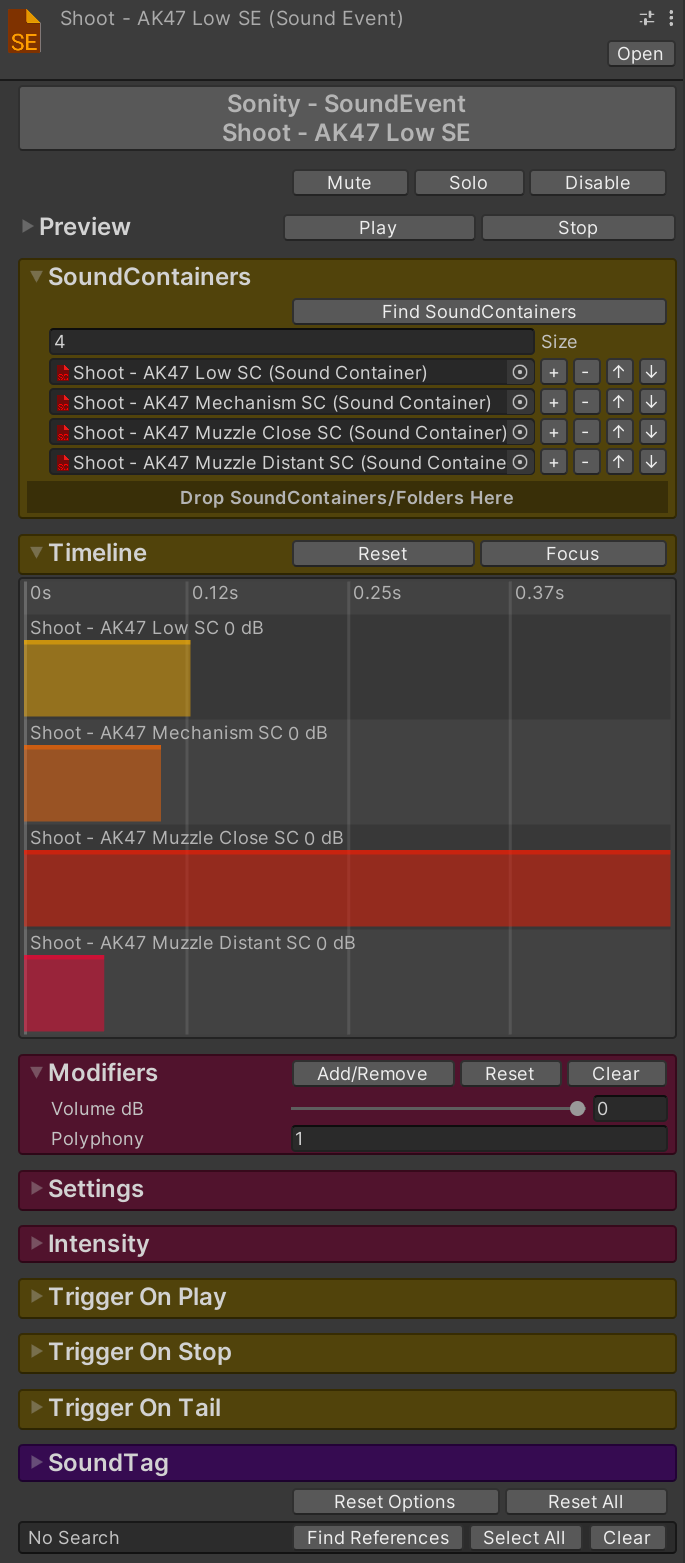 Shoot - AK47 Low SE (Sound Event)
SE
Open
Sonity - SoundEvent
Shoot - AK47 Low SE
Mute Solo Disable
Preview Play Stop
SoundContainers
Find SoundContainers
4 Size
Shoot - AK47 Low SC (Sound Container) + - ↑ ↓
Shoot - AK47 Mechanism SC (Sound Container) + - ↑ ↓
Shoot - AK47 Muzzle Close SC (Sound Container) + - ↑ ↓
Shoot - AK47 Muzzle Distant SC (Sound Containe + - ↑ ↓
Drop SoundContainers/Folders Here
Timeline Reset Focus
0s 0.12s 0.25s 0.37s
Shoot - AK47 Low SC 0 dB
Shoot - AK47 Mechanism SC 0 dB
Shoot - AK47 Muzzle Close SC 0 dB
Shoot - AK47 Muzzle Distant SC 0 dB
Modifiers Add/Remove Reset Clear
Volume dB 0
Polyphony 1
Settings
Intensity
Trigger On Play
Trigger On Stop
Trigger On Tail
SoundTag
Reset Options Reset All
No Search Find References Select All Clear